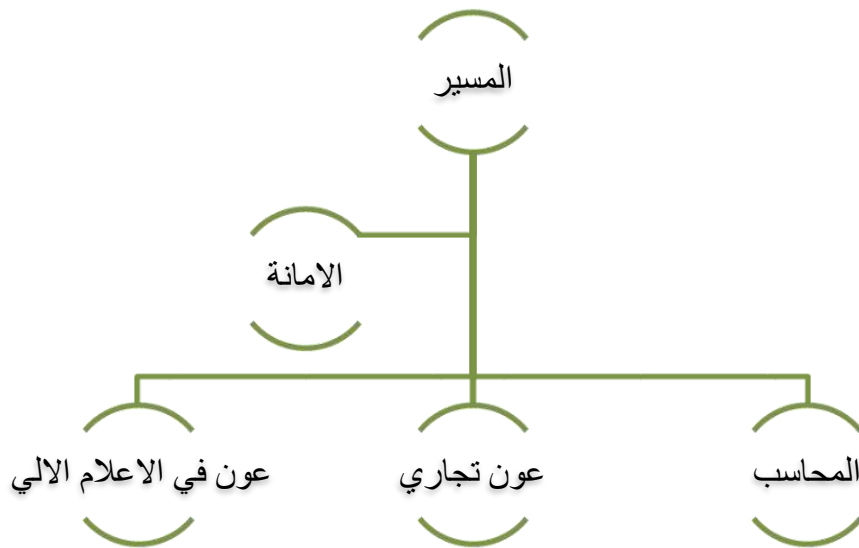 المسير
الامانة
المحاسب
عون تجاري
عون في الاعلام الالي